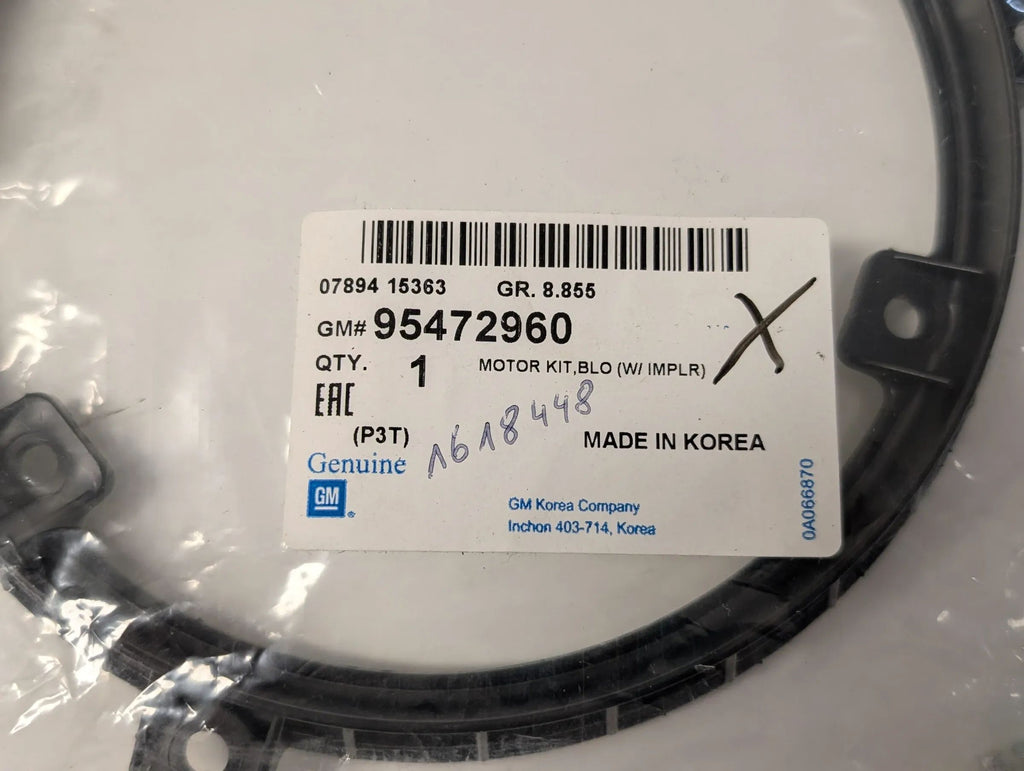 07894 15363 GR. 8.855
GM# 95472960
QTY. 1 MOTOR KIT,BLO (W/ IMPLR)
EAC
(P3T) 1618448 MADE IN KOREA
Genuine
GM®
GM Korea Company
Inchon 403-714, Korea
0A066870
X